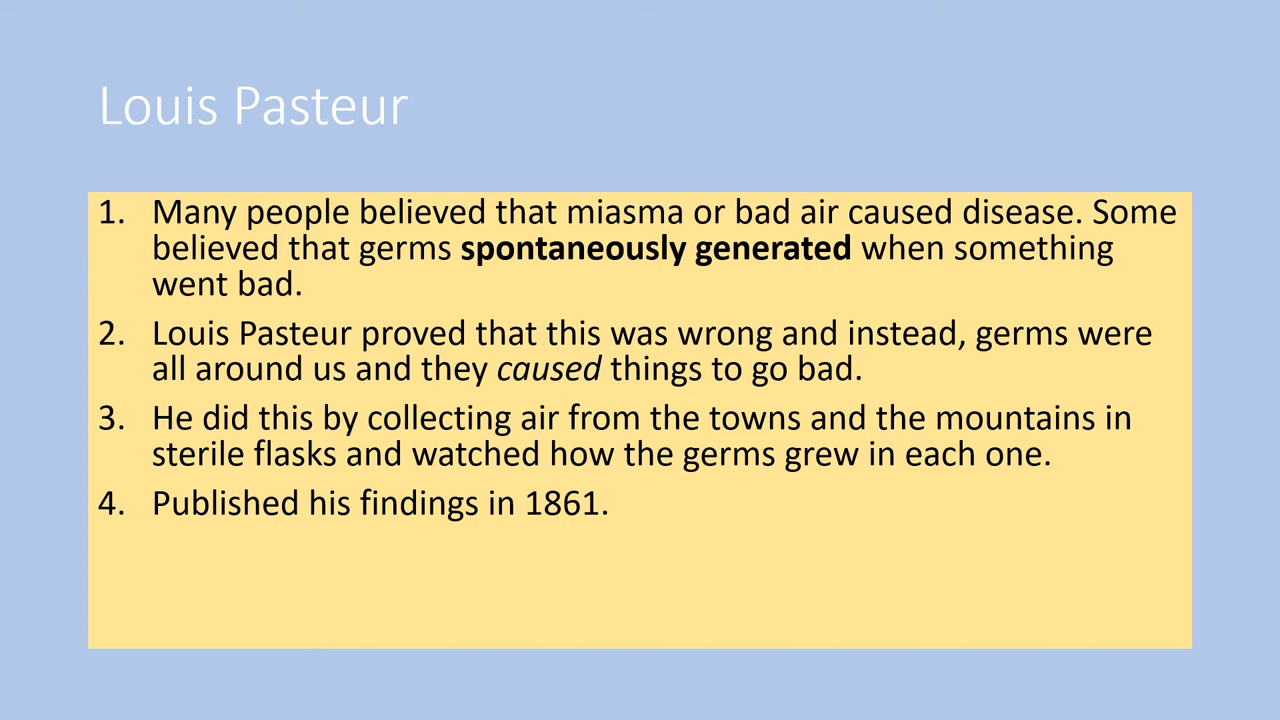 Louis Pasteur
1. Many people believed that miasma or bad air caused disease. Some
believed that germs spontaneously generated when something
went bad.
2. Louis Pasteur proved that this was wrong and instead, germs were
all around us and they caused things to go bad.
3. He did this by collecting air from the towns and the mountains in
sterile flasks and watched how the germs grew in each one.
4. Published his findings in 1861.